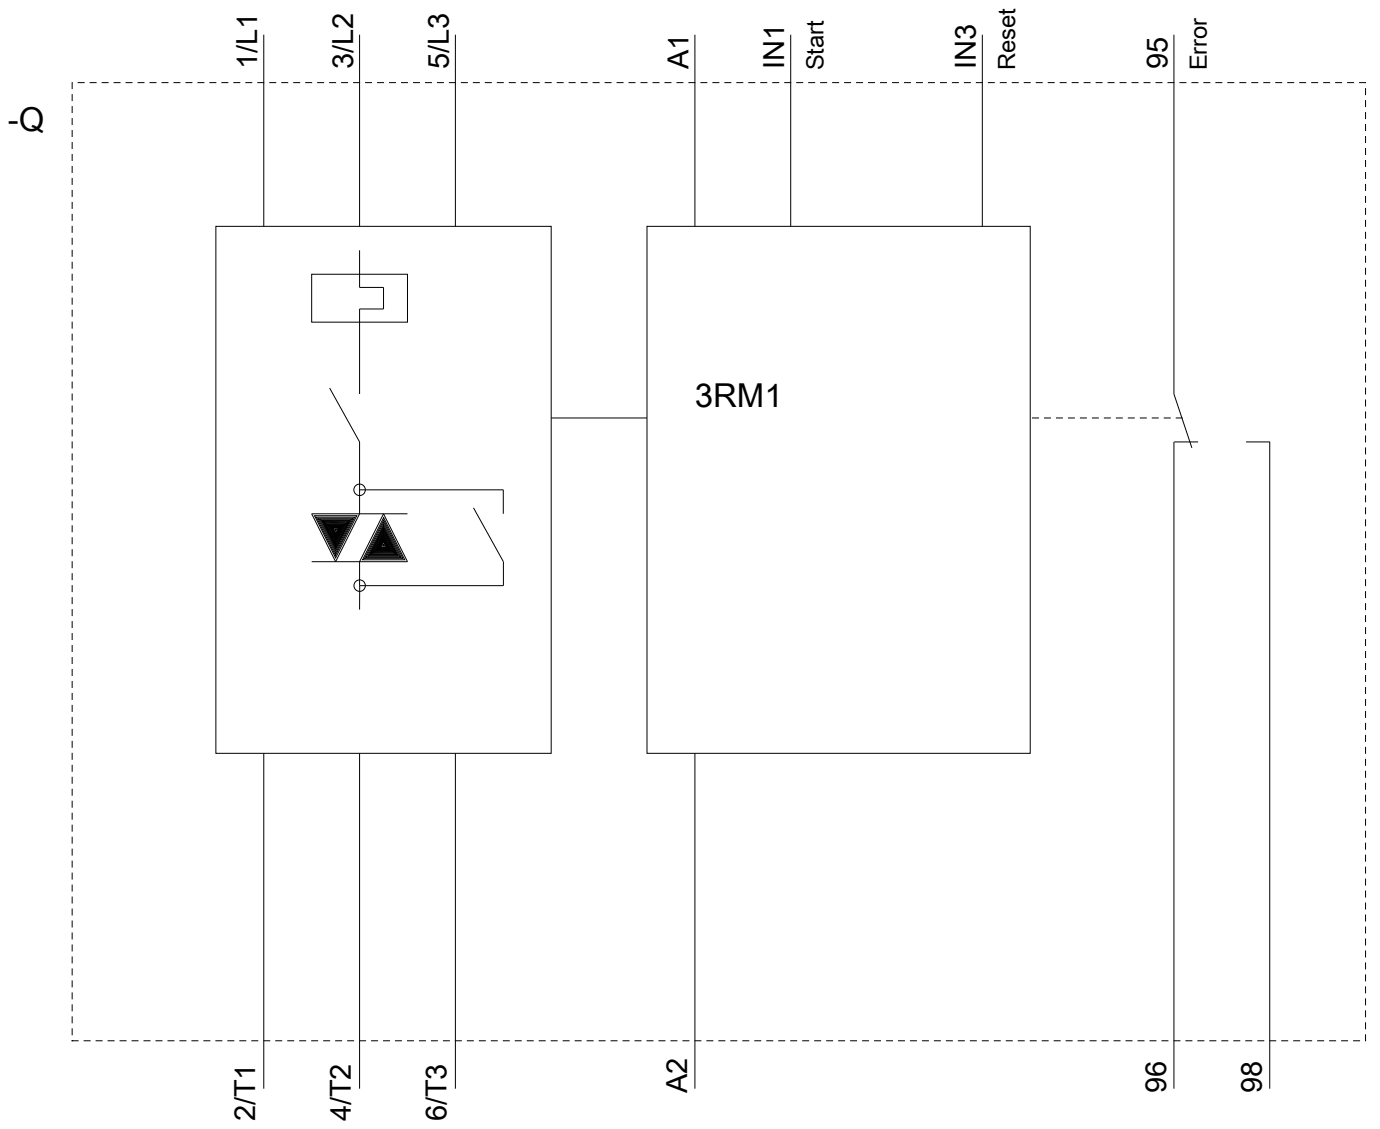 1/L1
3/L2
5/L3
A1
IN1
Start
IN3
Reset
95
Error
-Q
3RM1
2/T1
4/T2
6/T3
A2
96
98